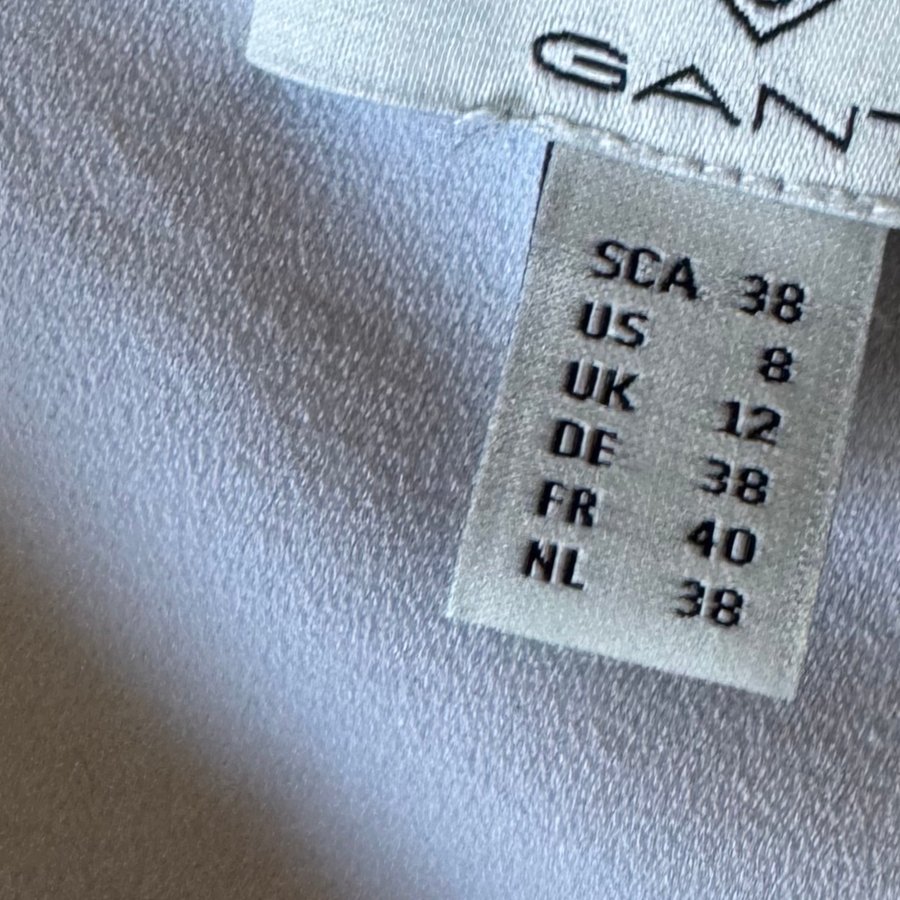 GANT
SCA 38
US 8
UK 12
DE 38
FR 40
NL 38